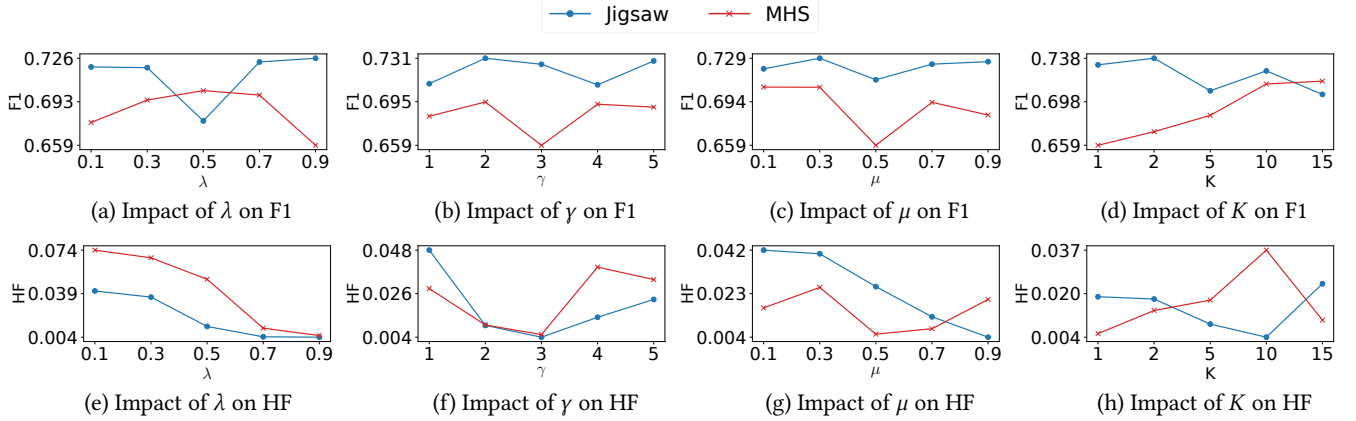 Jigsaw MHS
0.726 0.731 0.729 0.738
F1 0.693 F1 0.695 F1 0.694 F1 0.698
0.659 0.659 0.659 0.659
0.1 0.3 0.5 0.7 0.9 1 2 3 4 5 0.1 0.3 0.5 0.7 0.9 1 2 5 10 15
λ γ μ K
(a) Impact of λ on F1 (b) Impact of γ on F1 (c) Impact of μ on F1 (d) Impact of K on F1
0.074 0.048 0.042 0.037
HF 0.039 HF 0.026 HF 0.023 HF 0.020
0.004 0.004 0.004 0.004
0.1 0.3 0.5 0.7 0.9 1 2 3 4 5 0.1 0.3 0.5 0.7 0.9 1 2 5 10 15
λ γ μ K
(e) Impact of λ on HF (f) Impact of γ on HF (g) Impact of μ on HF (h) Impact of K on HF